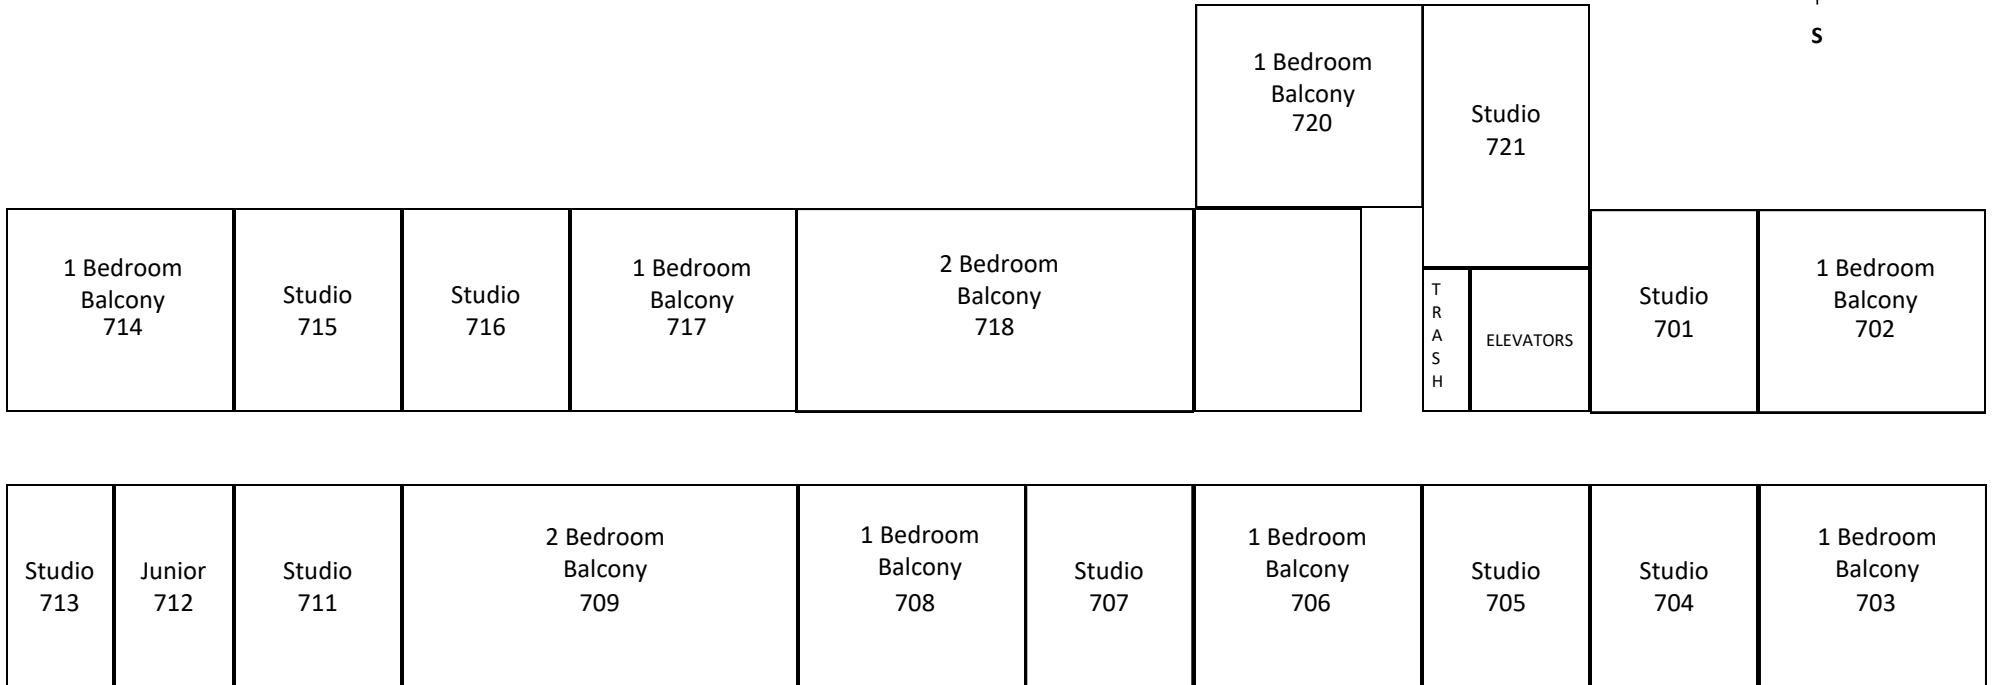 S
1 Bedroom
Balcony
720
Studio
721
1 Bedroom
Balcony
714
Studio
715
Studio
716
1 Bedroom
Balcony
717
2 Bedroom
Balcony
718
T
R
A
S
H
ELEVATORS
Studio
701
1 Bedroom
Balcony
702
Studio
713
Junior
712
Studio
711
2 Bedroom
Balcony
709
1 Bedroom
Balcony
708
Studio
707
1 Bedroom
Balcony
706
Studio
705
Studio
704
1 Bedroom
Balcony
703